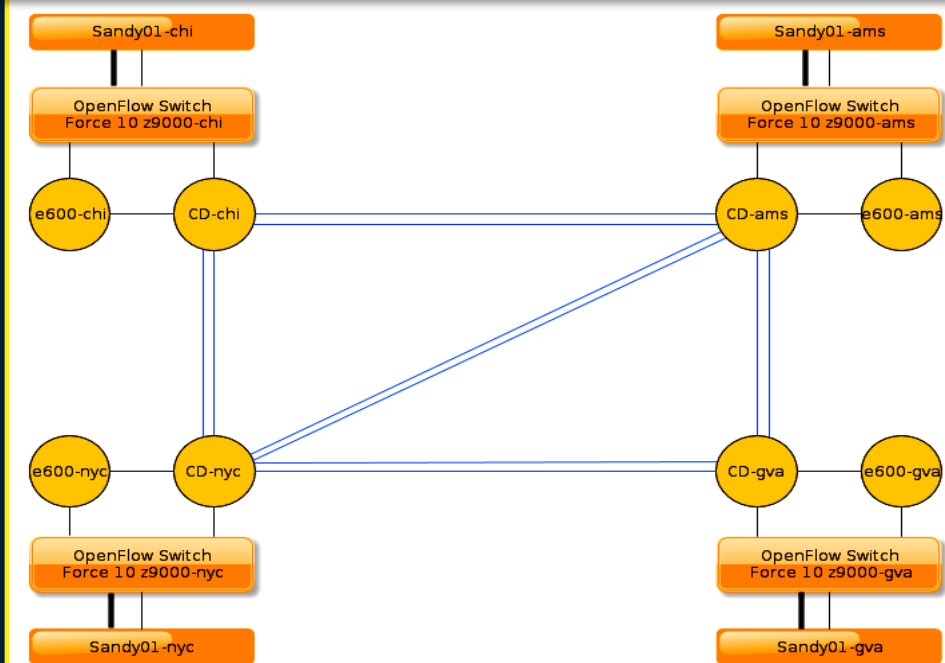 Sandy01-chi
Sandy01-ams
OpenFlow Switch
Force 10 z9000-chi
OpenFlow Switch
Force 10 z9000-ams
e600-chi
CD-chi
CD-ams
e600-ams
e600-nyc
CD-nyc
CD-gva
e600-gva
OpenFlow Switch
Force 10 z9000-nyc
OpenFlow Switch
Force 10 z9000-gva
Sandy01-nyc
Sandy01-gva